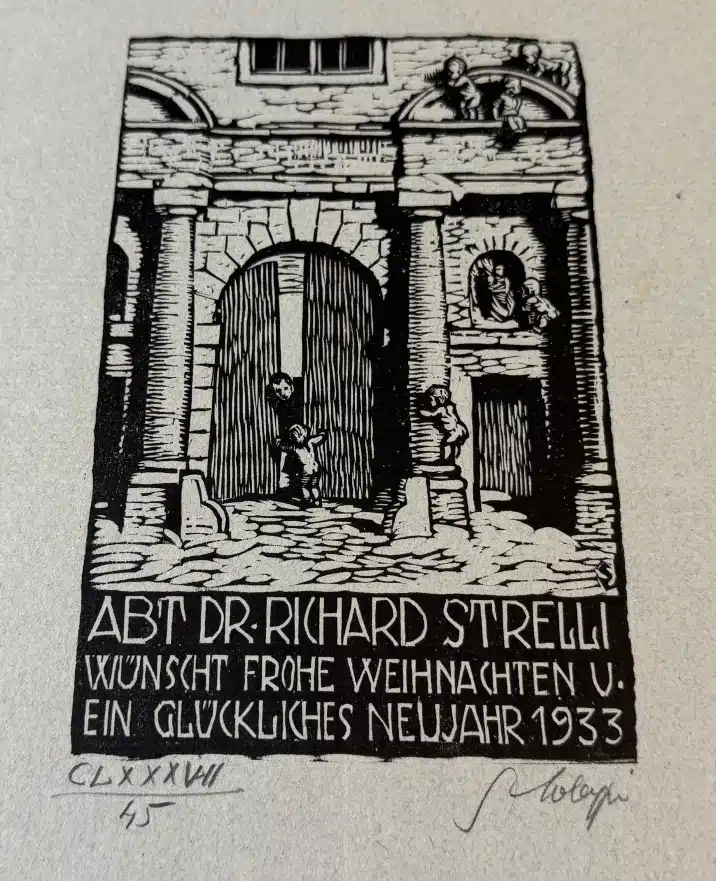 ABT DR·RICHARD STRELLI
WÜNSCHT FROHE WEIHNACHTEN U·
EIN GLÜCKLICHES NEUJAHR 1933
CLXXXVII
45